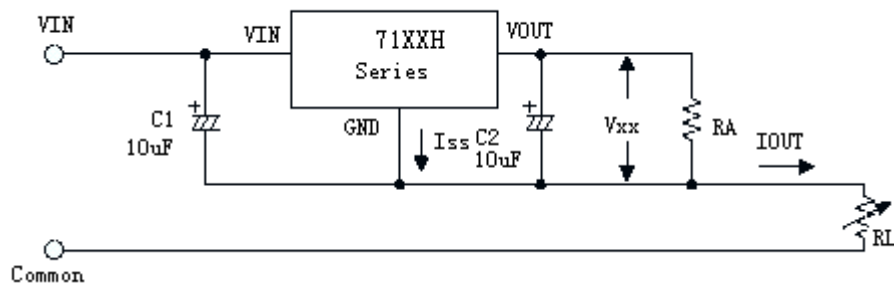 VIN
VIN
71XXH
Series
VOUT
GND
C1
10uF
+
Iss
C2
10uF
+
Vxx
RA
IOUT
RL
Common